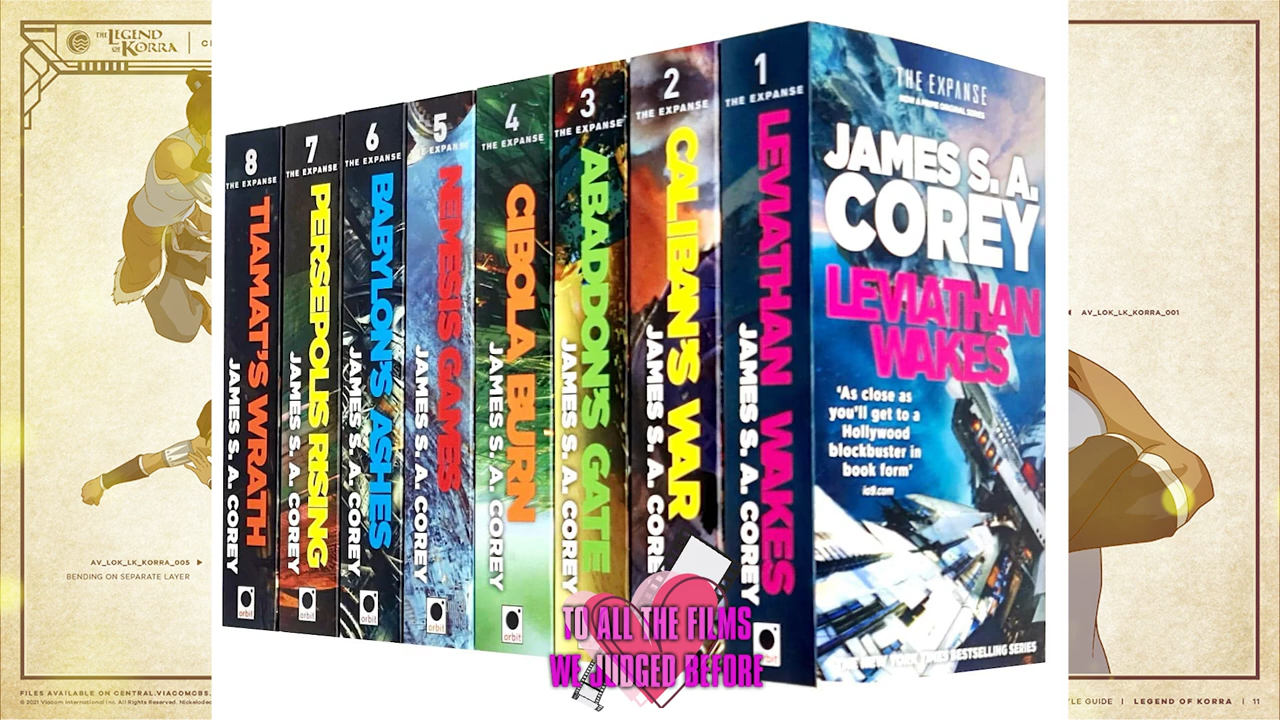 THE LEGEND
OF KORRA
8
THE EXPANSE
TIAMAT'S WRATH
JAMES S. A. COREY
orbit
7
THE EXPANSE
PERSEPOLIS RISING
JAMES S. A. COREY
orbit
6
THE EXPANSE
BABYLON'S ASHES
JAMES S. A. COREY
orbit
5
THE EXPANSE
NEMESIS GAMES
JAMES S. A. COREY
orbit
4
THE EXPANSE
CIBOLA BURN
JAMES S. A. COREY
orbit
3
THE EXPANSE
ABADDON'S GATE
JAMES S. A. COREY
2
THE EXPANSE
CALIBAN'S WAR
JAMES S. A. COREY
1
THE EXPANSE
LEVIATHAN WAKES
JAMES S. A. COREY
orbit
THE EXPANSE
NOW A PRIME ORIGINAL SERIES
JAMES S. A.
COREY
LEVIATHAN
WAKES
'As close as
you'll get to a
Hollywood
blockbuster in
book form'
io9.com
NEW YORK TIMES BESTSELLING SERIES
AV_LOK_LK_KORRA_001
AV_LOK_LK_KORRA_005
BENDING ON SEPARATE LAYER
TO ALL THE FILMS
WE JUDGED BEFORE
FILES AVAILABLE ON CENTRAL.VIACOMCBS.
© 2021 Viacom International Inc. All Rights Reserved.
GUIDE | LEGEND OF KORRA | 11